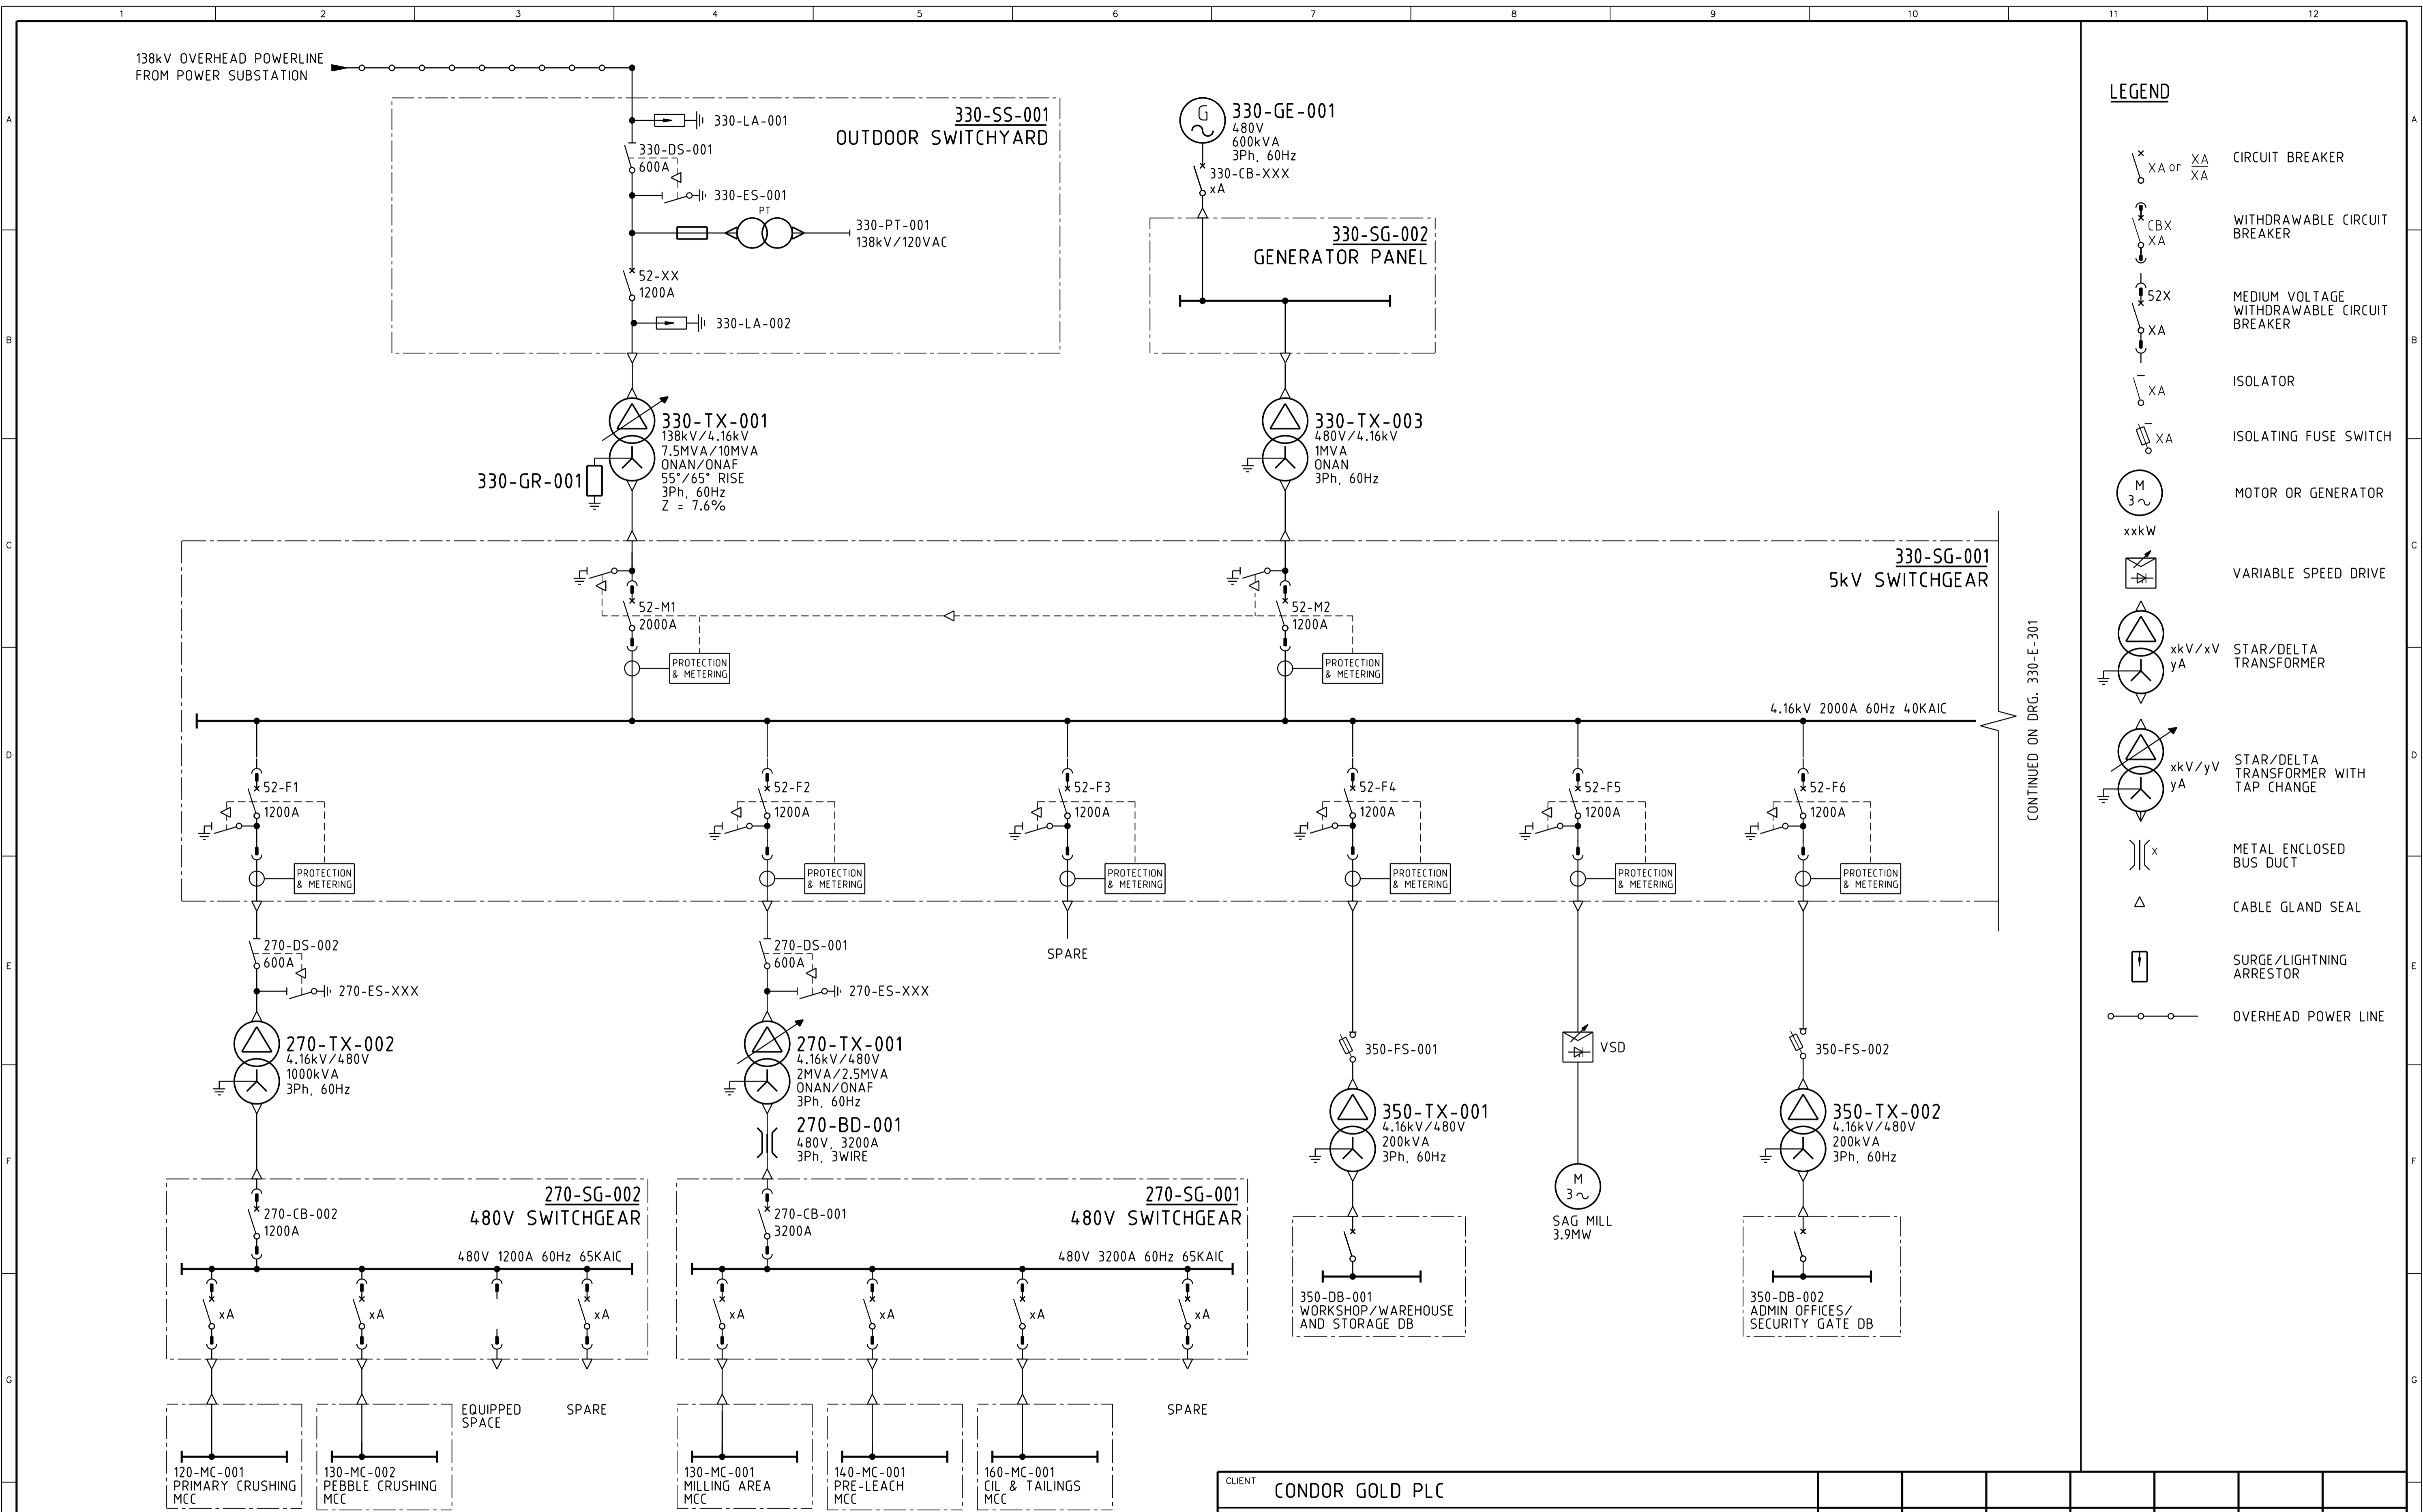 1 2 3 4 5 6 7 8 9 10 11 12
A
B
C
D
E
F
G
A
B
C
D
E
F
G
138kV OVERHEAD POWERLINE
FROM POWER SUBSTATION
330-SS-001
OUTDOOR SWITCHYARD
330-LA-001
330-DS-001
600A
330-ES-001
PT
330-PT-001
138kV/120VAC
52-XX
1200A
330-LA-002
G
330-GE-001
480V
600kVA
3Ph, 60Hz
330-CB-XXX
xA
330-SG-002
GENERATOR PANEL
330-TX-001
138kV/4.16kV
7.5MVA/10MVA
ONAN/ONAF
55°/65° RISE
3Ph, 60Hz
Z = 7.6%
330-GR-001
330-TX-003
480V/4.16kV
1MVA
ONAN
3Ph, 60Hz
330-SG-001
5kV SWITCHGEAR
52-M1
2000A
PROTECTION
& METERING
52-M2
1200A
PROTECTION
& METERING
4.16kV 2000A 60Hz 40KAIC
CONTINUED ON DRG. 330-E-301
52-F1
1200A
PROTECTION
& METERING
52-F2
1200A
PROTECTION
& METERING
52-F3
1200A
PROTECTION
& METERING
52-F4
1200A
PROTECTION
& METERING
52-F5
1200A
PROTECTION
& METERING
52-F6
1200A
PROTECTION
& METERING
270-DS-002
600A
270-ES-XXX
270-DS-001
600A
270-ES-XXX
SPARE
270-TX-002
4.16kV/480V
1000kVA
3Ph, 60Hz
270-TX-001
4.16kV/480V
2MVA/2.5MVA
ONAN/ONAF
3Ph, 60Hz
270-BD-001
480V, 3200A
3Ph, 3WIRE
350-FS-001
350-TX-001
4.16kV/480V
200kVA
3Ph, 60Hz
VSD
M
3
SAG MILL
3.9MW
350-FS-002
350-TX-002
4.16kV/480V
200kVA
3Ph, 60Hz
270-SG-002
480V SWITCHGEAR
270-CB-002
1200A
480V 1200A 60Hz 65KAIC
xA
xA
xA
270-SG-001
480V SWITCHGEAR
270-CB-001
3200A
480V 3200A 60Hz 65KAIC
xA
xA
xA
xA
350-DB-001
WORKSHOP/WAREHOUSE
AND STORAGE DB
350-DB-002
ADMIN OFFICES/
SECURITY GATE DB
EQUIPPED
SPACE
SPARE
SPARE
120-MC-001
PRIMARY CRUSHING
MCC
130-MC-002
PEBBLE CRUSHING
MCC
130-MC-001
MILLING AREA
MCC
140-MC-001
PRE-LEACH
MCC
160-MC-001
CIL & TAILINGS
MCC
LEGEND
XA or XA
XA
CIRCUIT BREAKER
CBX
XA
WITHDRAWABLE CIRCUIT
BREAKER
52X
XA
MEDIUM VOLTAGE
WITHDRAWABLE CIRCUIT
BREAKER
XA
ISOLATOR
XA
ISOLATING FUSE SWITCH
M
3
xxkW
MOTOR OR GENERATOR
VARIABLE SPEED DRIVE
xkV/xV
yA
STAR/DELTA
TRANSFORMER
xkV/yV
yA
STAR/DELTA
TRANSFORMER WITH
TAP CHANGE
X
METAL ENCLOSED
BUS DUCT
CABLE GLAND SEAL
SURGE/LIGHTNING
ARRESTOR
OVERHEAD POWER LINE
CLIENT
CONDOR GOLD PLC